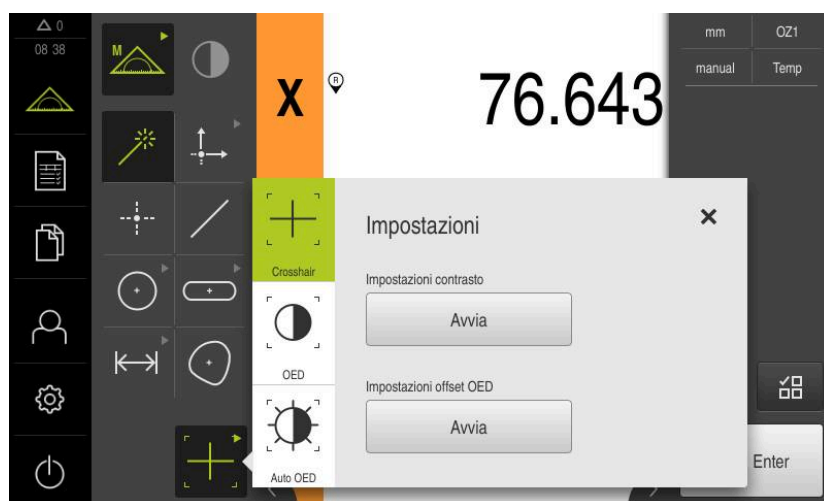 0
08 38
M
X
R
76.643
mm
OZ1
manual
Temp
Crosshair
OED
Auto OED
Impostazioni
Impostazioni contrasto
Avvia
Impostazioni offset OED
Avvia
Enter